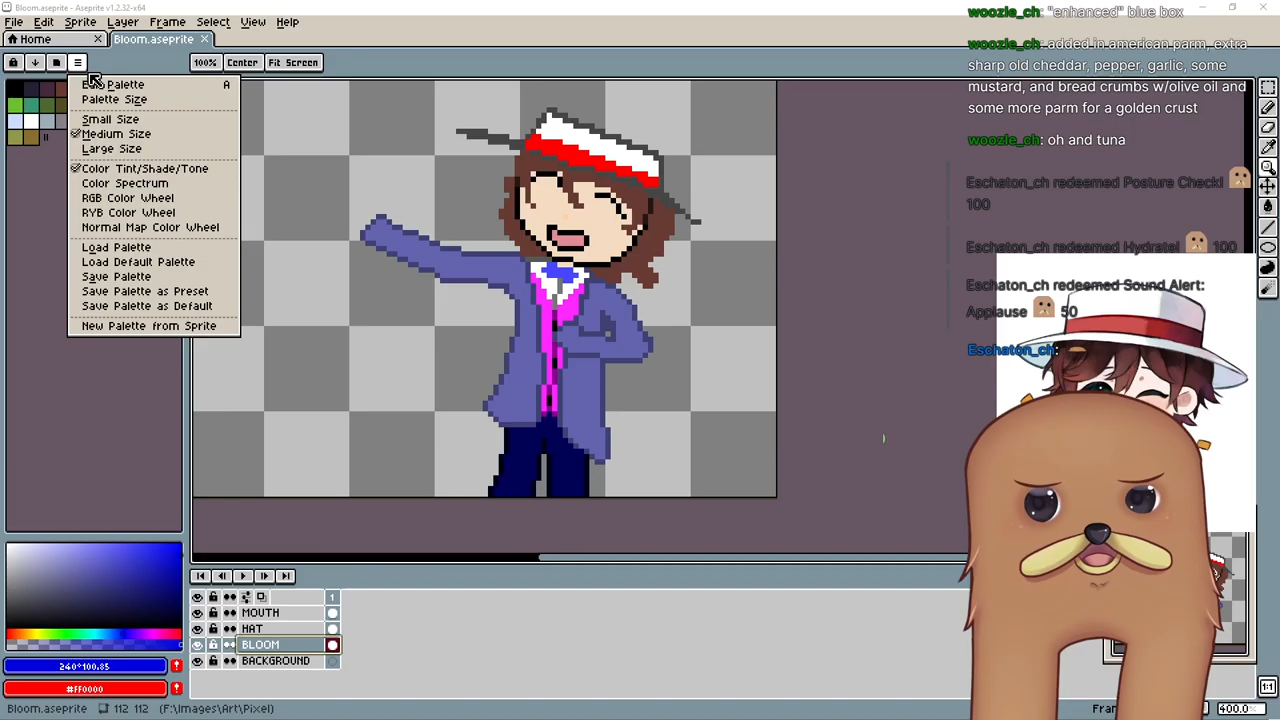 Bloom.aseprite - Aseprite v1.2.32-x64
File Edit Sprite Layer Frame Select View Help
Home Bloom.aseprite
100% Center Fit Screen
Edit Palette A
Palette Size
Small Size
Medium Size
Large Size
Color Tint/Shade/Tone
Color Spectrum
RGB Color Wheel
RYB Color Wheel
Normal Map Color Wheel
Load Palette
Load Default Palette
Save Palette
Save Palette as Preset
Save Palette as Default
New Palette from Sprite
woozle_ch: "enhanced" blue box
woozle_ch: added in american parm, extra
sharp old cheddar, pepper, garlic, some
mustard, and bread crumbs w/olive oil and
some more parm for a golden crust
woozle_ch: oh and tuna
Eschaton_ch redeemed Posture Check!
100
Eschaton_ch redeemed Hydrate! 100
Eschaton_ch redeemed Sound Alert:
Applause 50
Eschaton_ch:
1
MOUTH
HAT
BLOOM
BACKGROUND
240°100.85
#FF0000
Bloom.aseprite 112 112 (F:\Images\Art\Pixel)
400.0
1:1